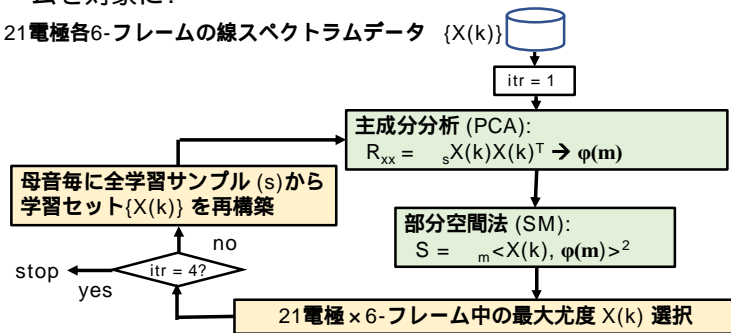 21電極各6-フレームの線スペクトラムデータ {X(k)}
itr = 1
主成分分析 (PCA):
Rxx = sX(k)X(k)T → φ(m)
母音毎に全学習サンプル (s)から
学習セット{X(k)} を再構築
部分空間法 (SM):
S = m<X(k), φ(m)>2
no
stop
itr = 4?
yes
21電極×6-フレーム中の最大尤度 X(k) 選択